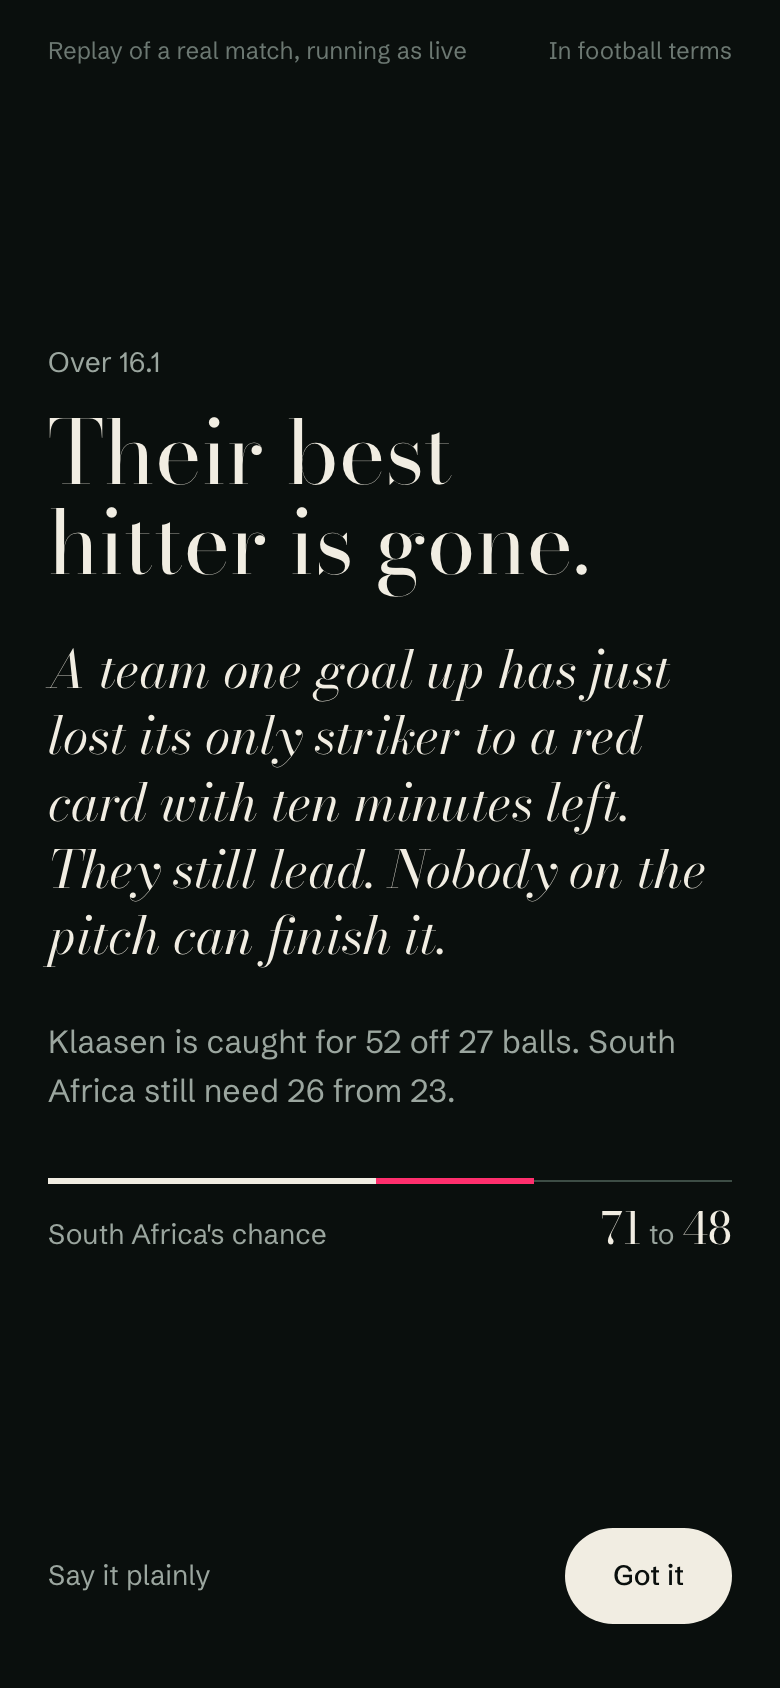 Replay of a real match, running as live
In football terms
Over 16.1
Their best
hitter is gone.
A team one goal up has just
lost its only striker to a red
card with ten minutes left.
They still lead. Nobody on the
pitch can finish it.
Klaasen is caught for 52 off 27 balls. South
Africa still need 26 from 23.
South Africa's chance
71 to 48
Say it plainly
Got it